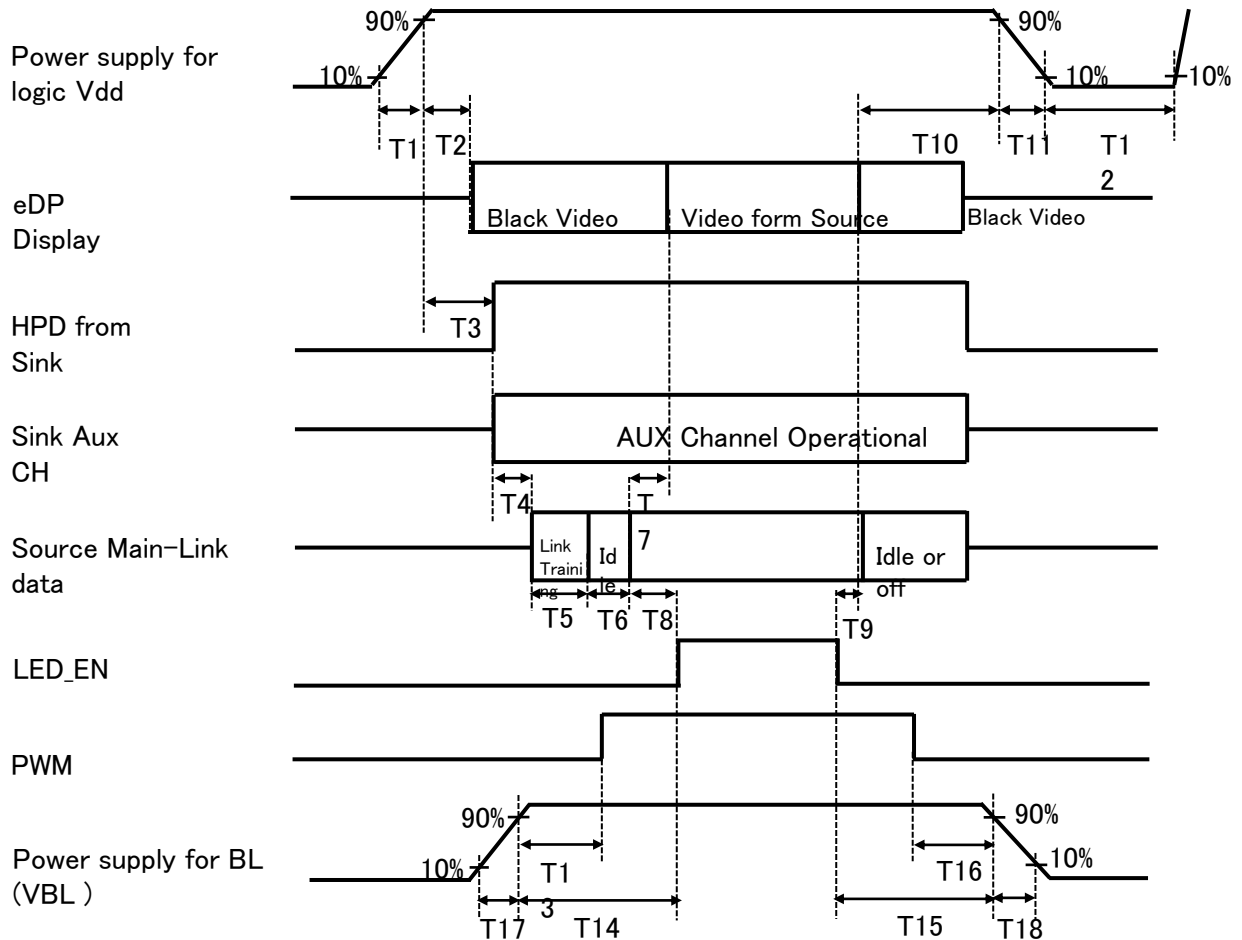 90%
90%
Power supply for
logic Vdd
10%
10%
10%
T1
T2
T10
T11
T1
2
eDP
Display
Black Video
Video form Source
Black Video
HPD from
Sink
T3
Sink Aux
CH
AUX Channel Operational
T4
T
7
Source Main-Link
data
Link
Traini
ng
Id
le
Idle or
off
T5
T6
T8
T9
LED_EN
PWM
90%
90%
Power supply for BL
(VBL )
10%
10%
T1
3
T16
T17
T14
T15
T18